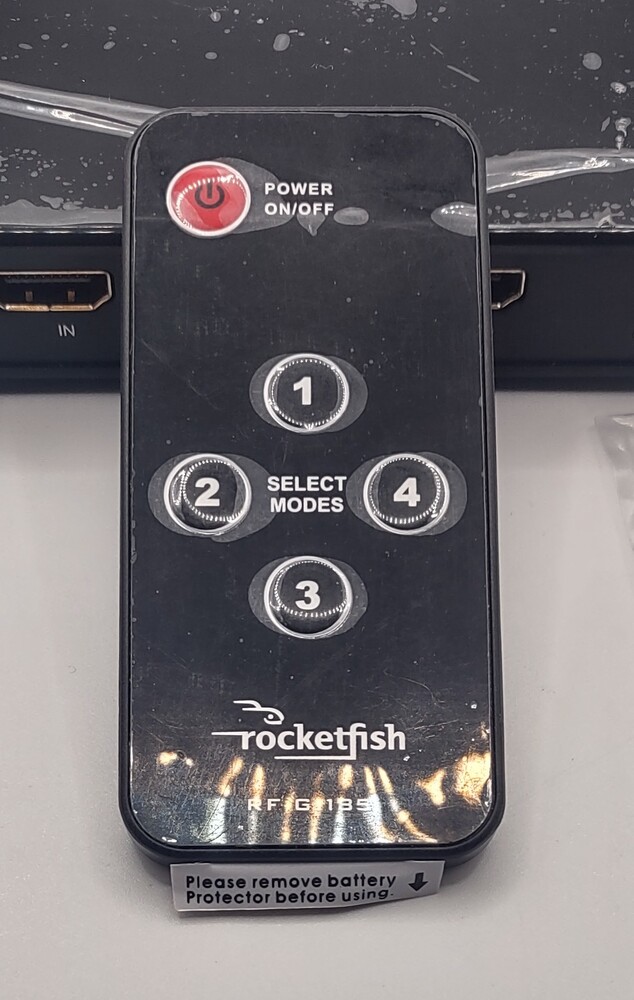 POWER
ON/OFF
IN
1
2
SELECT
MODES
4
3
rocketfish
RF-G1185
Please remove battery
Protector before using.